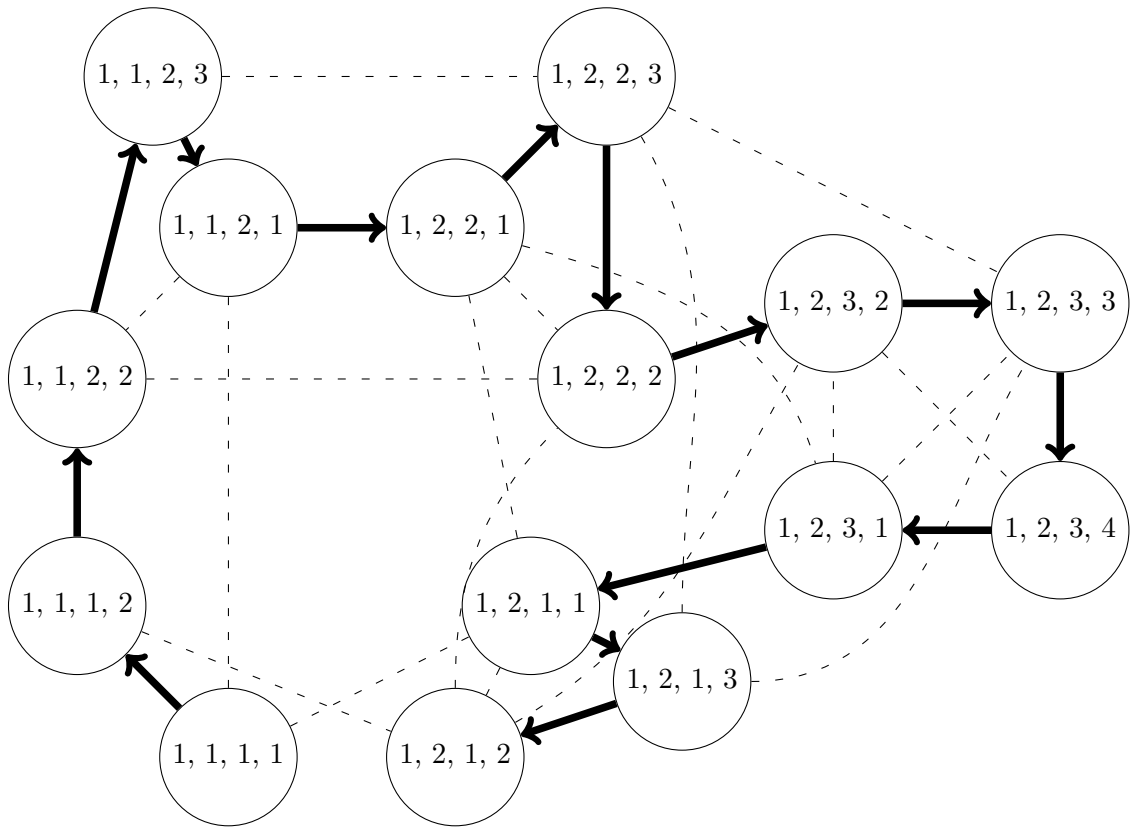 1, 1, 2, 3
1, 2, 2, 3
1, 1, 2, 1
1, 2, 2, 1
1, 2, 3, 2
1, 2, 3, 3
1, 1, 2, 2
1, 2, 2, 2
1, 2, 3, 1
1, 2, 3, 4
1, 1, 1, 2
1, 2, 1, 1
1, 2, 1, 3
1, 1, 1, 1
1, 2, 1, 2